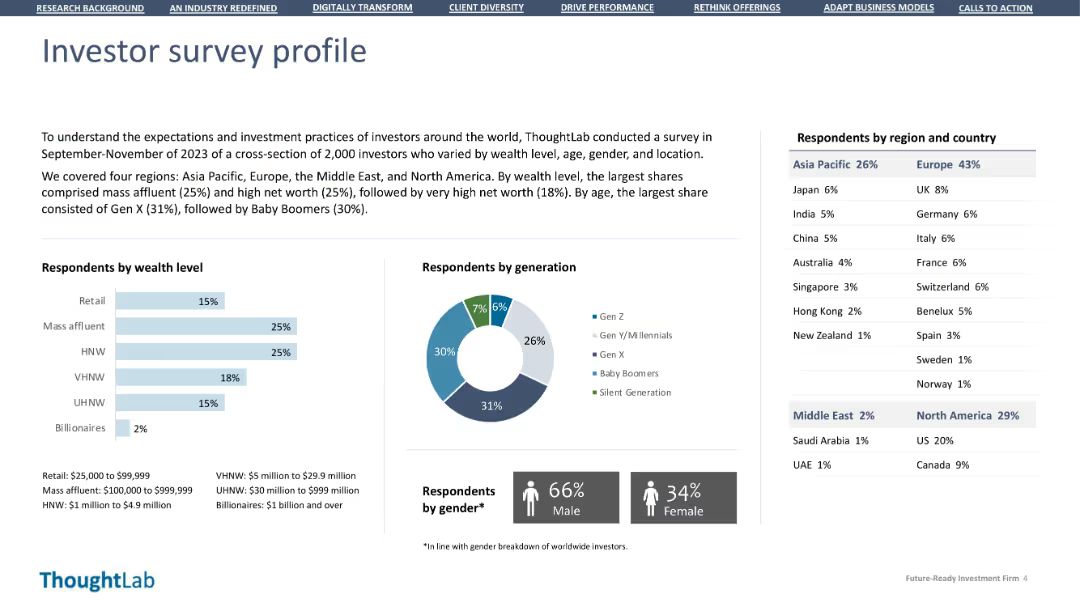 RESEARCH BACKGROUND AN INDUSTRY REDEFINED DIGITALLY TRANSFORM CLIENT DIVERSITY DRIVE PERFORMANCE RETHINK OFFERINGS ADAPT BUSINESS MODELS CALLS TO ACTION
Investor survey profile
To understand the expectations and investment practices of investors around the world, ThoughtLab conducted a survey in
September-November of 2023 of a cross-section of 2,000 investors who varied by wealth level, age, gender, and location.
We covered four regions: Asia Pacific, Europe, the Middle East, and North America. By wealth level, the largest shares
comprised mass affluent (25%) and high net worth (25%), followed by very high net worth (18%). By age, the largest share
consisted of Gen X (31%), followed by Baby Boomers (30%).
Respondents by wealth level
Retail 15%
Mass affluent 25%
HNW 25%
VHNW 18%
UHNW 15%
Billionaires 2%
Retail: $25,000 to $99,999
Mass affluent: $100,000 to $999,999
HNW: $1 million to $4.9 million
VHNW: $5 million to $29.9 million
UHNW: $30 million to $999 million
Billionaires: $1 billion and over
Respondents by generation
7% 6%
26%
30%
31%
Gen Z
Gen Y/Millennials
Gen X
Baby Boomers
Silent Generation
Respondents
by gender*
66%
Male
34%
Female
*In line with gender breakdown of worldwide investors.
Respondents by region and country
Asia Pacific 26% Europe 43%
Japan 6% UK 8%
India 5% Germany 6%
China 5% Italy 6%
Australia 4% France 6%
Singapore 3% Switzerland 6%
Hong Kong 2% Benelux 5%
New Zealand 1% Spain 3%
Sweden 1%
Norway 1%
Middle East 2% North America 29%
Saudi Arabia 1% US 20%
UAE 1% Canada 9%
ThoughtLab
Future-Ready Investment Firm 4